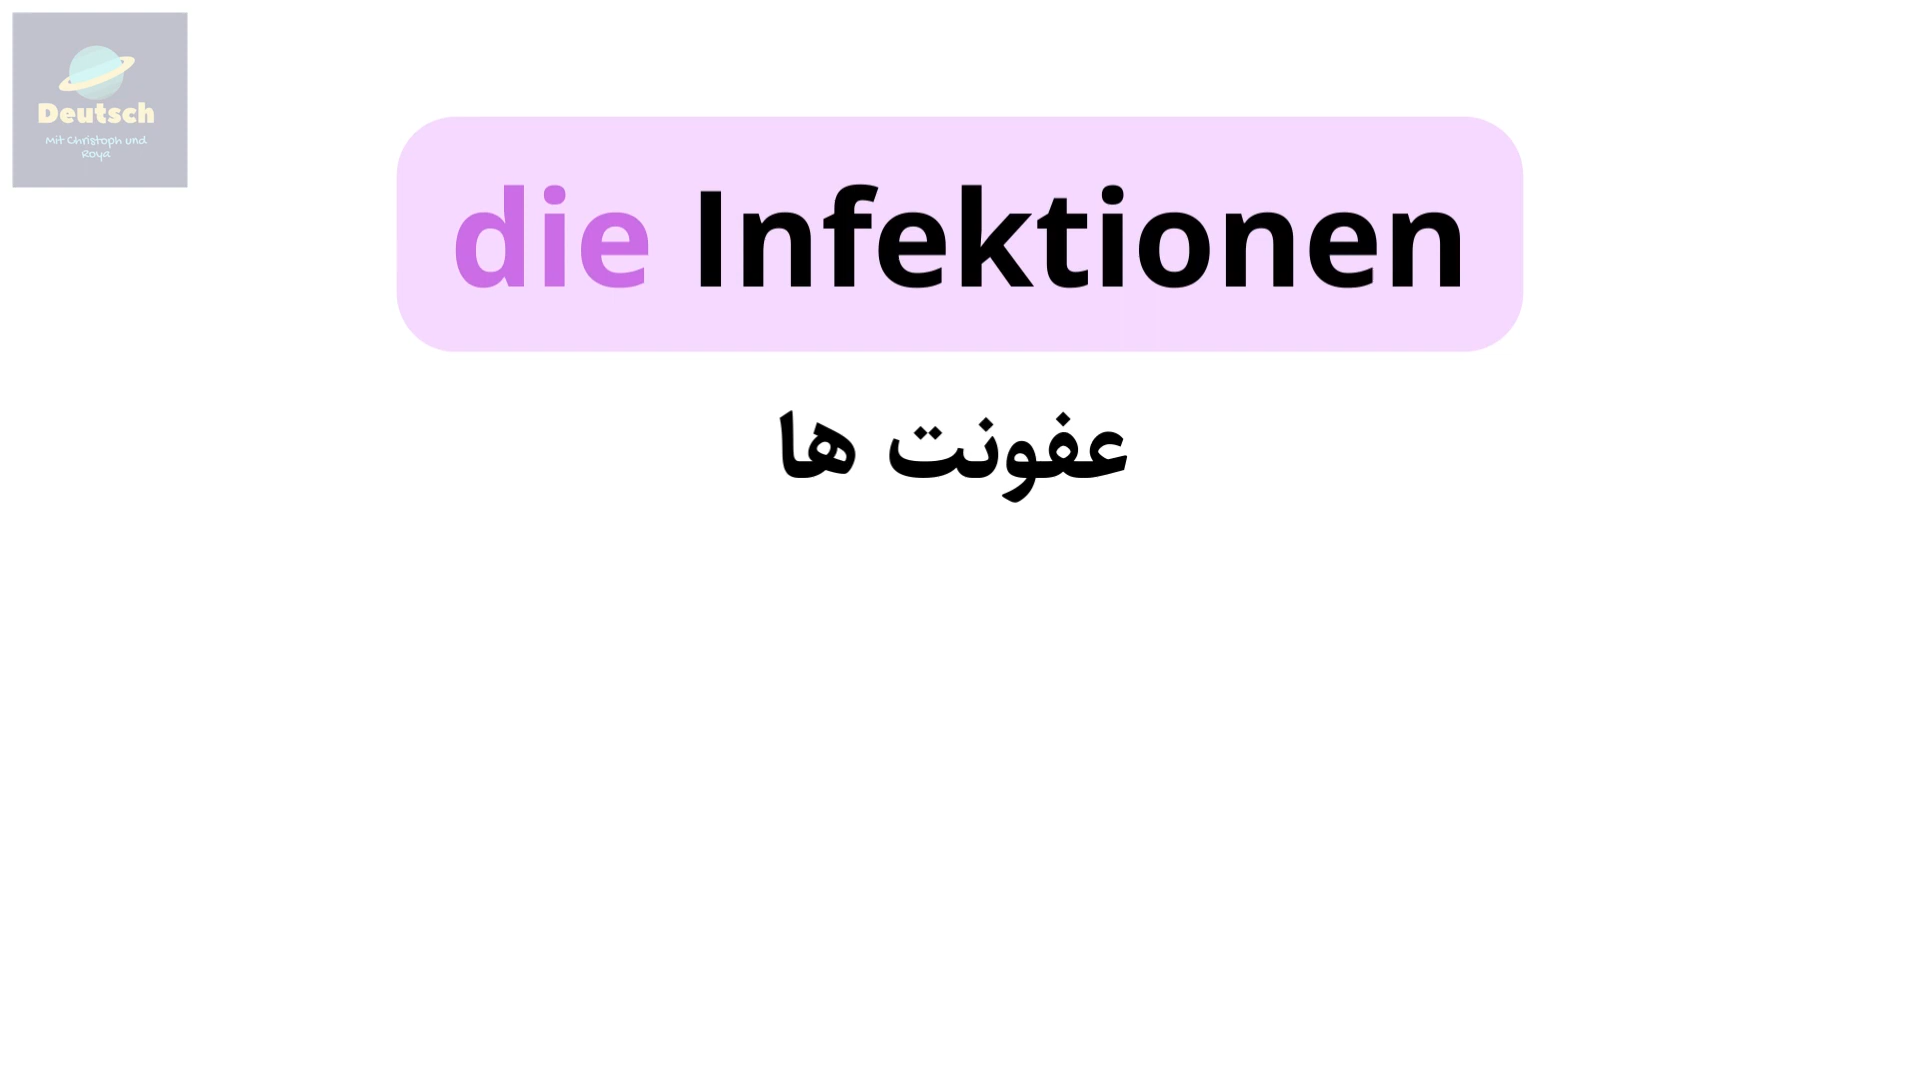 Deutsch
Mit Christoph und
Roya
die Infektionen
عفونت ها